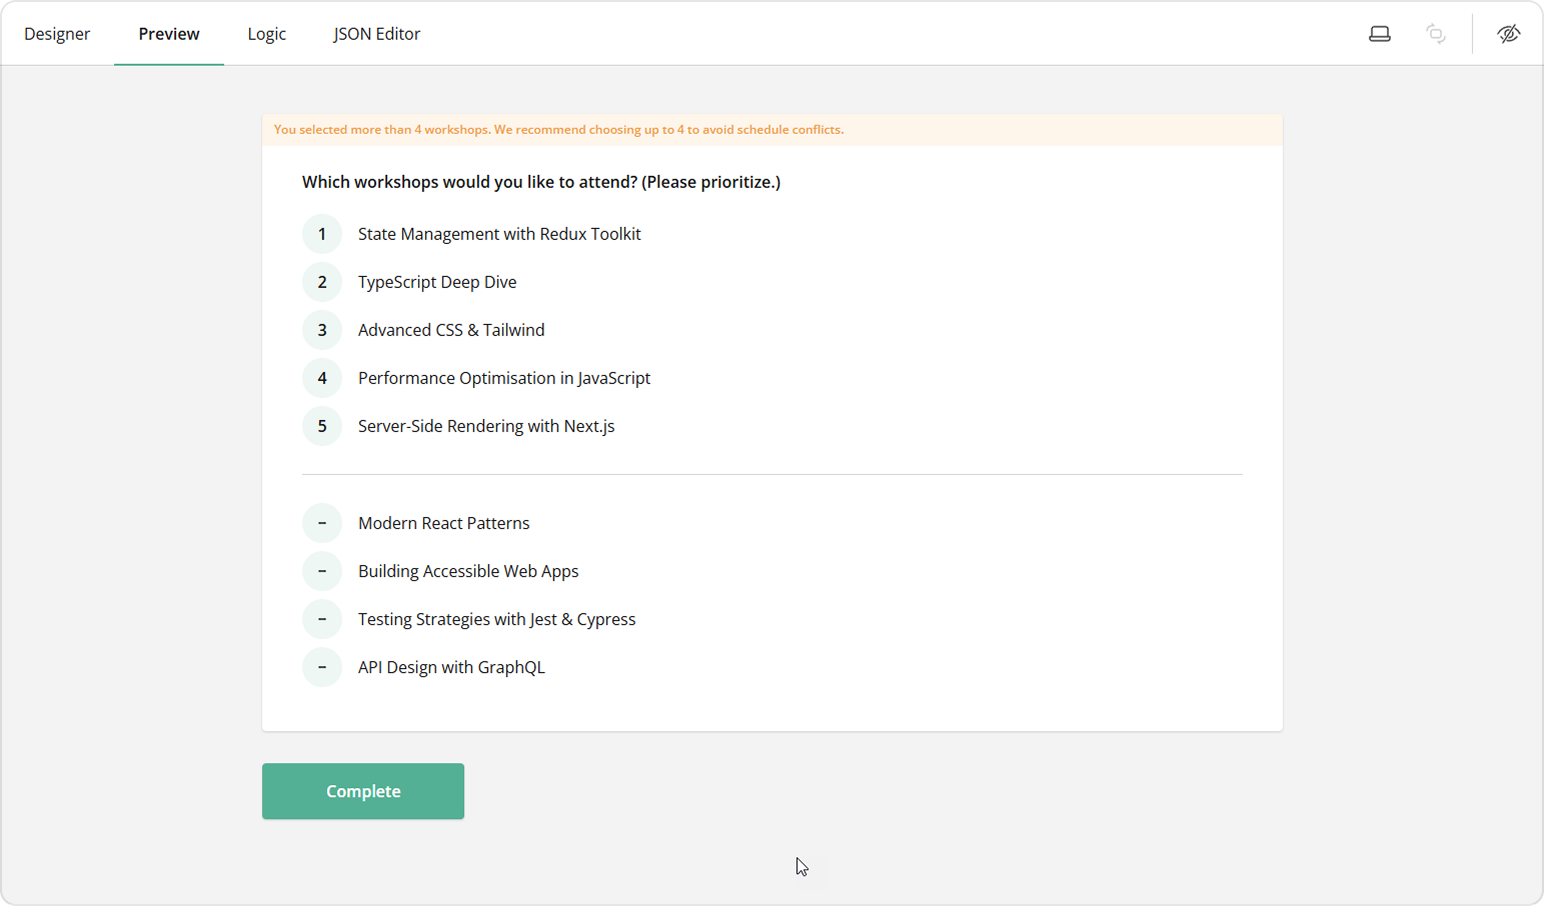 Designer Preview Logic JSON Editor
You selected more than 4 workshops. We recommend choosing up to 4 to avoid schedule conflicts.
Which workshops would you like to attend? (Please prioritize.)
1 State Management with Redux Toolkit
2 TypeScript Deep Dive
3 Advanced CSS & Tailwind
4 Performance Optimisation in JavaScript
5 Server-Side Rendering with Next.js
– Modern React Patterns
– Building Accessible Web Apps
– Testing Strategies with Jest & Cypress
– API Design with GraphQL
Complete